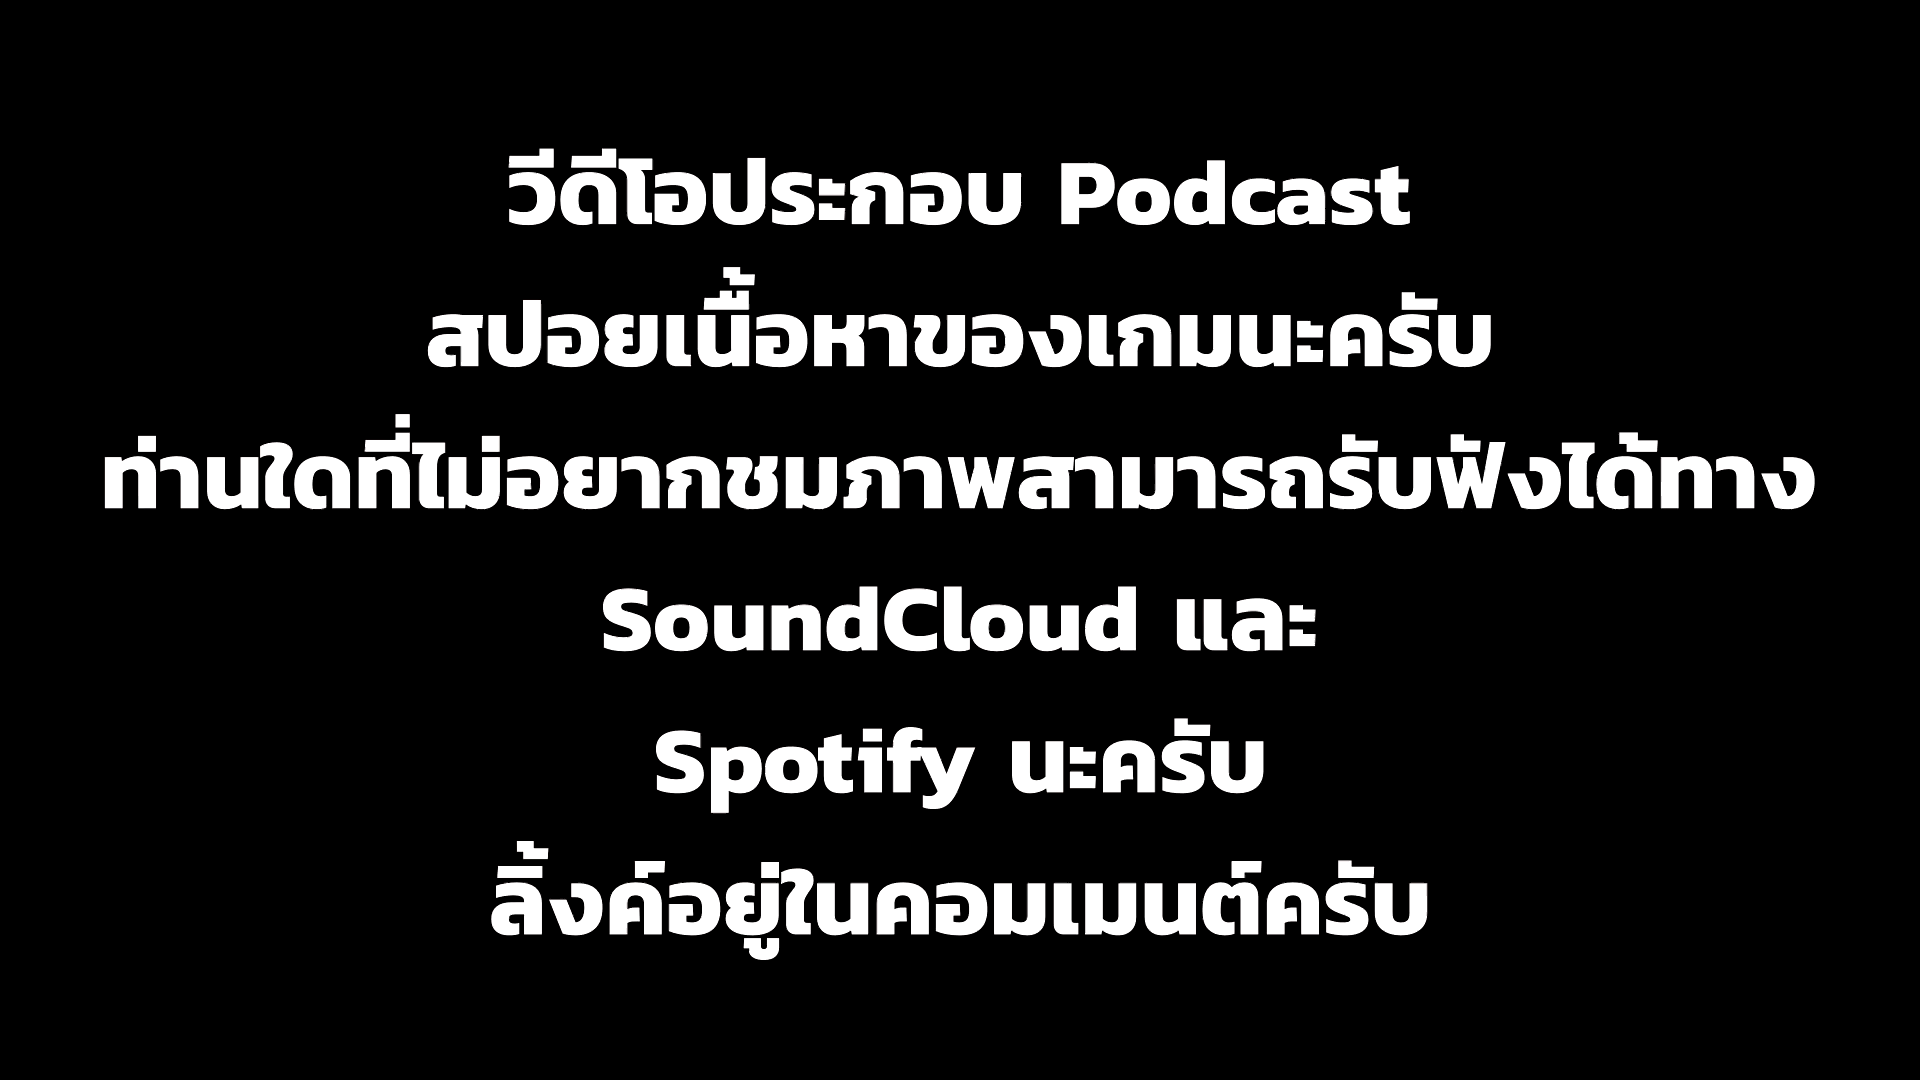 วีดีโอประกอบ Podcast
สปอยเนื้อหาของเกมนะครับ
ท่านใดที่ไม่อยากชมภาพสามารถรับฟังได้ทาง
SoundCloud และ
Spotify นะครับ
ลิ้งค์อยู่ในคอมเมนต์ครับ